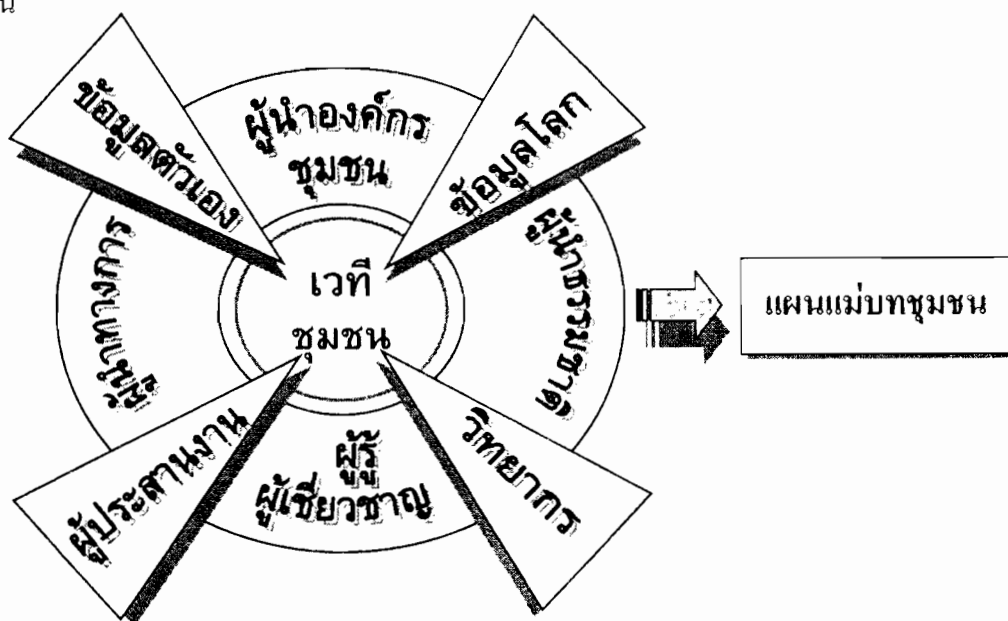 น
ข้อมูลตัวเอง
ผู้นำองค์กร
ชุมชน
ข้อมูลโลก
ผู้นำทางการ
เวที
ชุมชน
ผู้นำธรรมชาติ
แผนแม่บทชุมชน
ผู้ประสานงาน
ผู้รู้
ผู้เชี่ยวชาญ
วิทยากร